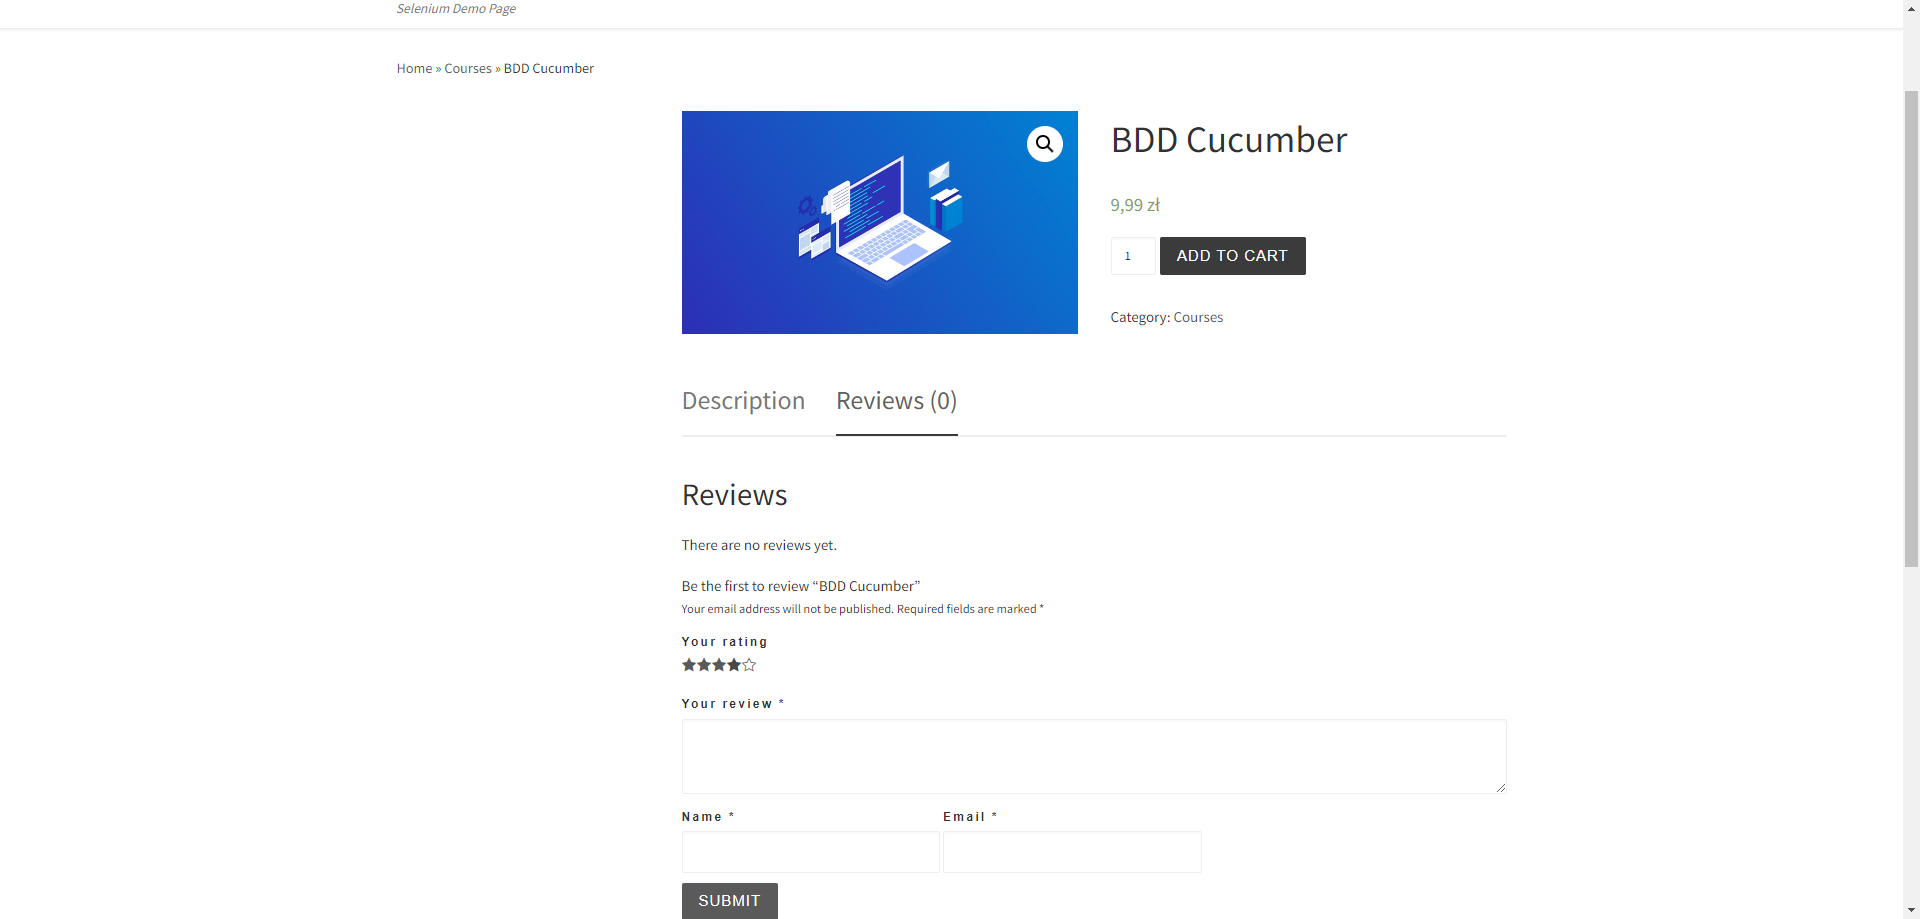 Selenium Demo Page
Home » Courses » BDD Cucumber
BDD Cucumber
9,99 zł
1
ADD TO CART
Category: Courses
Description
Reviews (0)
Reviews
There are no reviews yet.
Be the first to review “BDD Cucumber”
Your email address will not be published. Required fields are marked *
Your rating
Your review *
Name *
Email *
SUBMIT